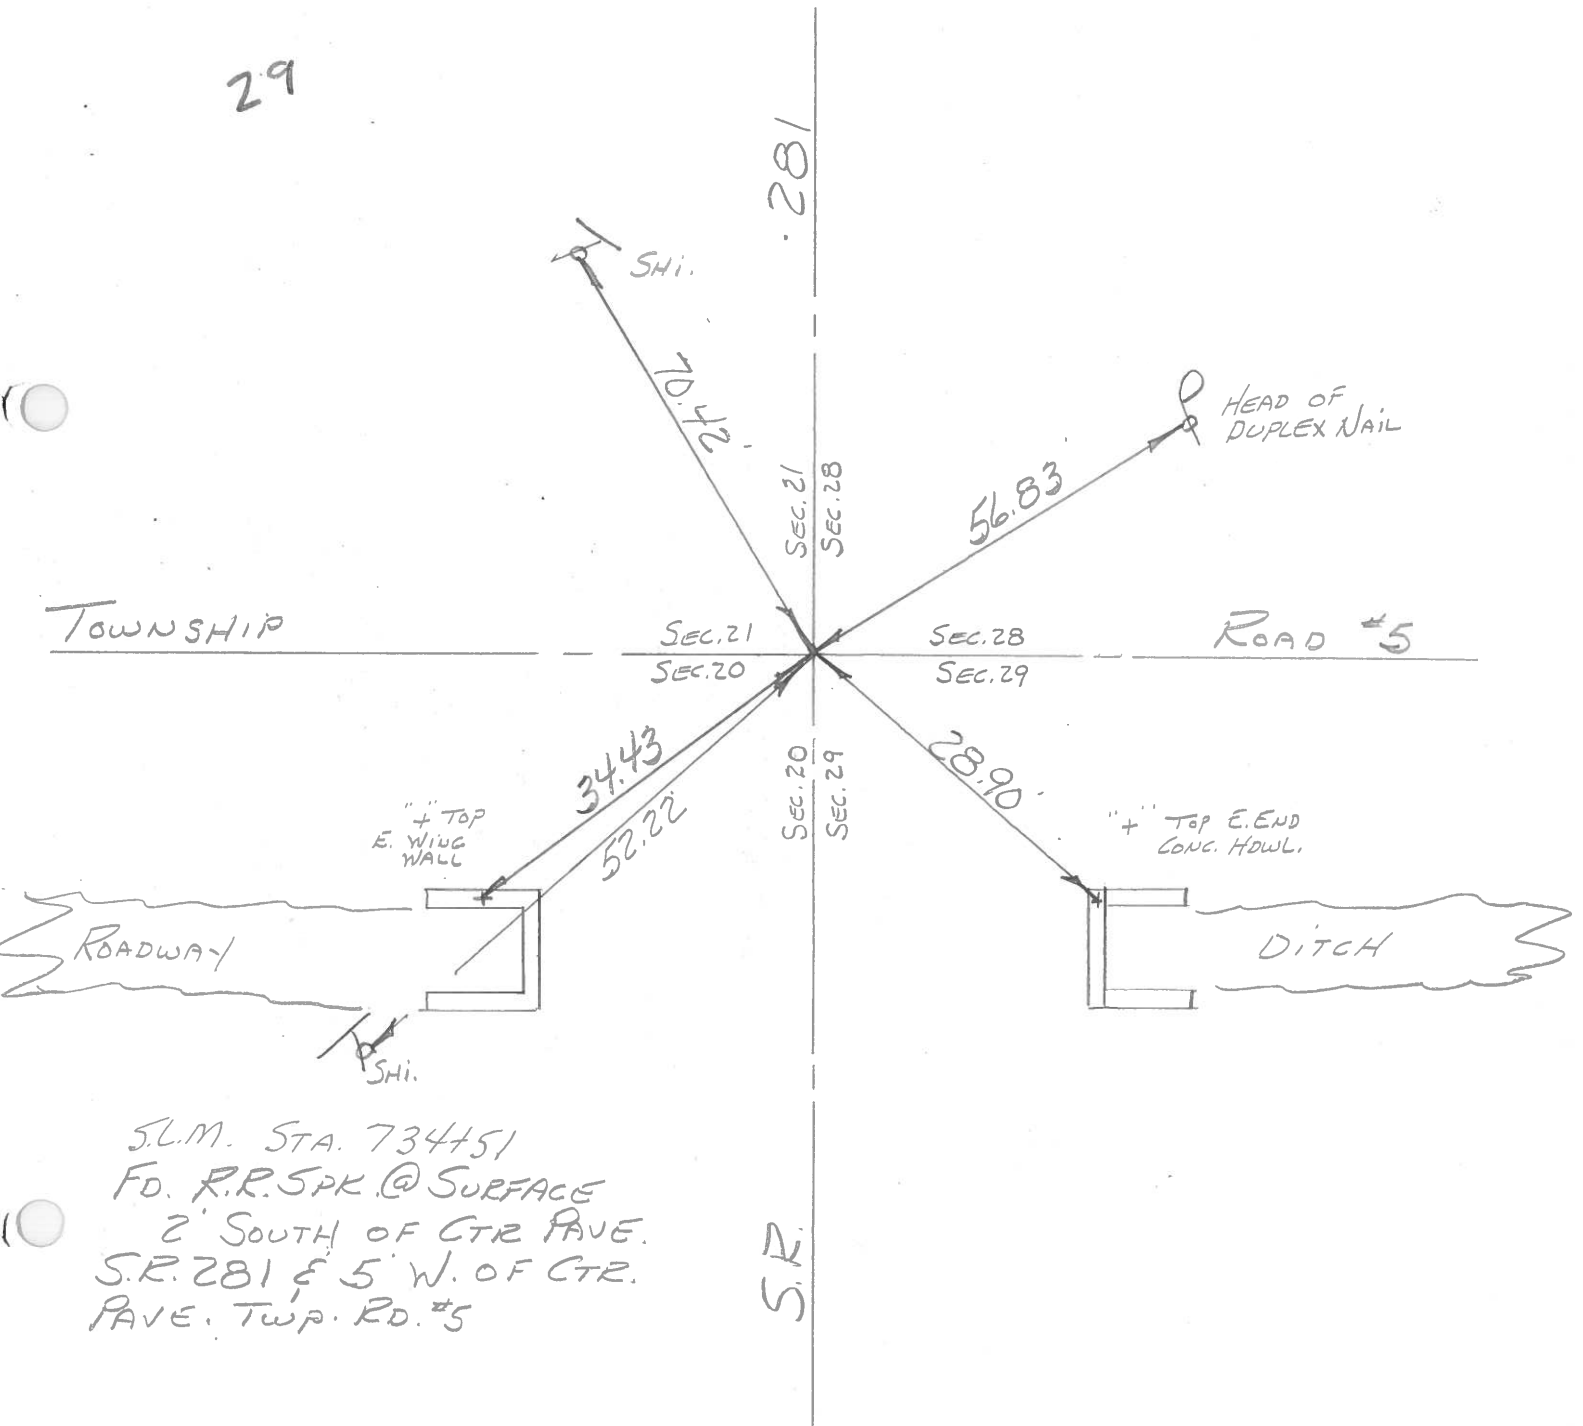 29
281
SHI.
70.42'
HEAD OF
DUPLEX NAIL
56.83'
SEC. 21
SEC. 28
TOWNSHIP
SEC. 21
SEC. 28
ROAD #5
SEC. 20
SEC. 29
34.43
52.22'
28.90'
SEC. 20
SEC. 29
"+" TOP
E. WING
WALL
"+" TOP E. END
CONC. HDWL.
ROADWAY
DITCH
SHI.
S.L.M. STA. 734+51
FD. R.R. SPK. @ SURFACE
2' SOUTH OF CTR PAVE.
S.R. 281 & 5' W. OF CTR.
PAVE. TWP. RD. #5
S.R.